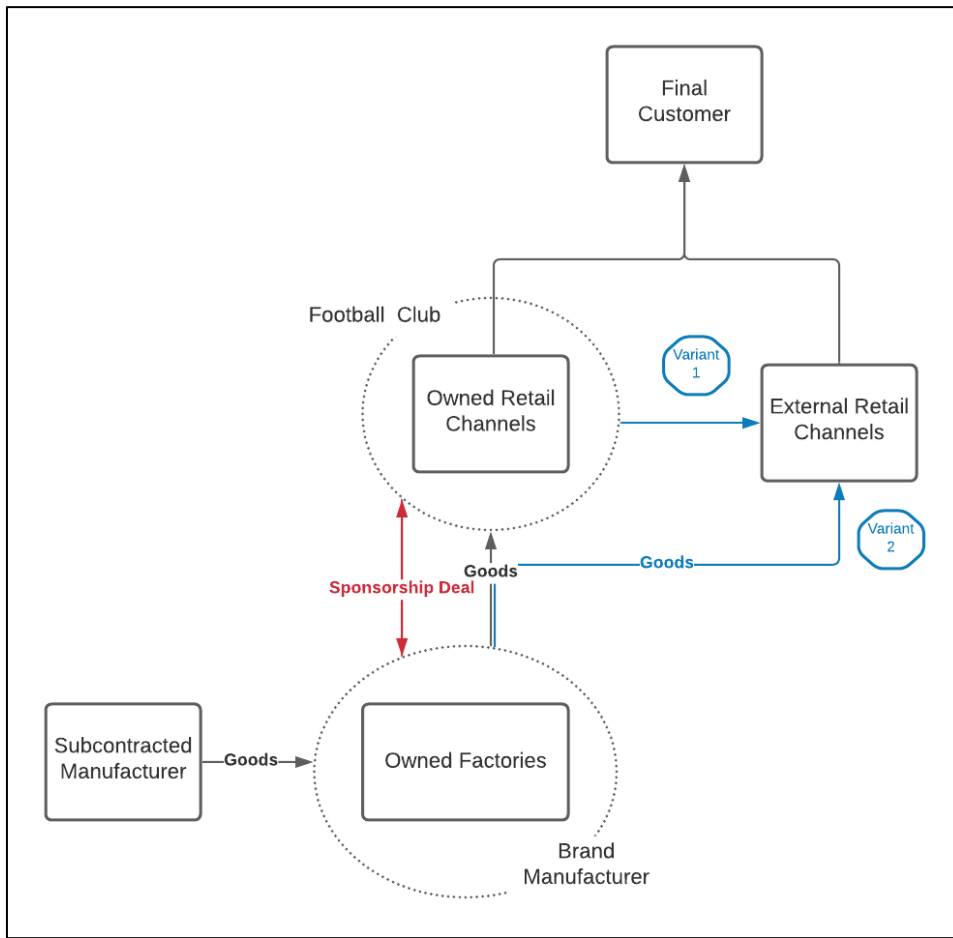 Final
Customer
Football  Club
Variant
1
Owned Retail
Channels
External Retail
Channels
Variant
2
Goods
Goods
Sponsorship Deal
Subcontracted
Manufacturer
Goods
Owned Factories
Brand
Manufacturer